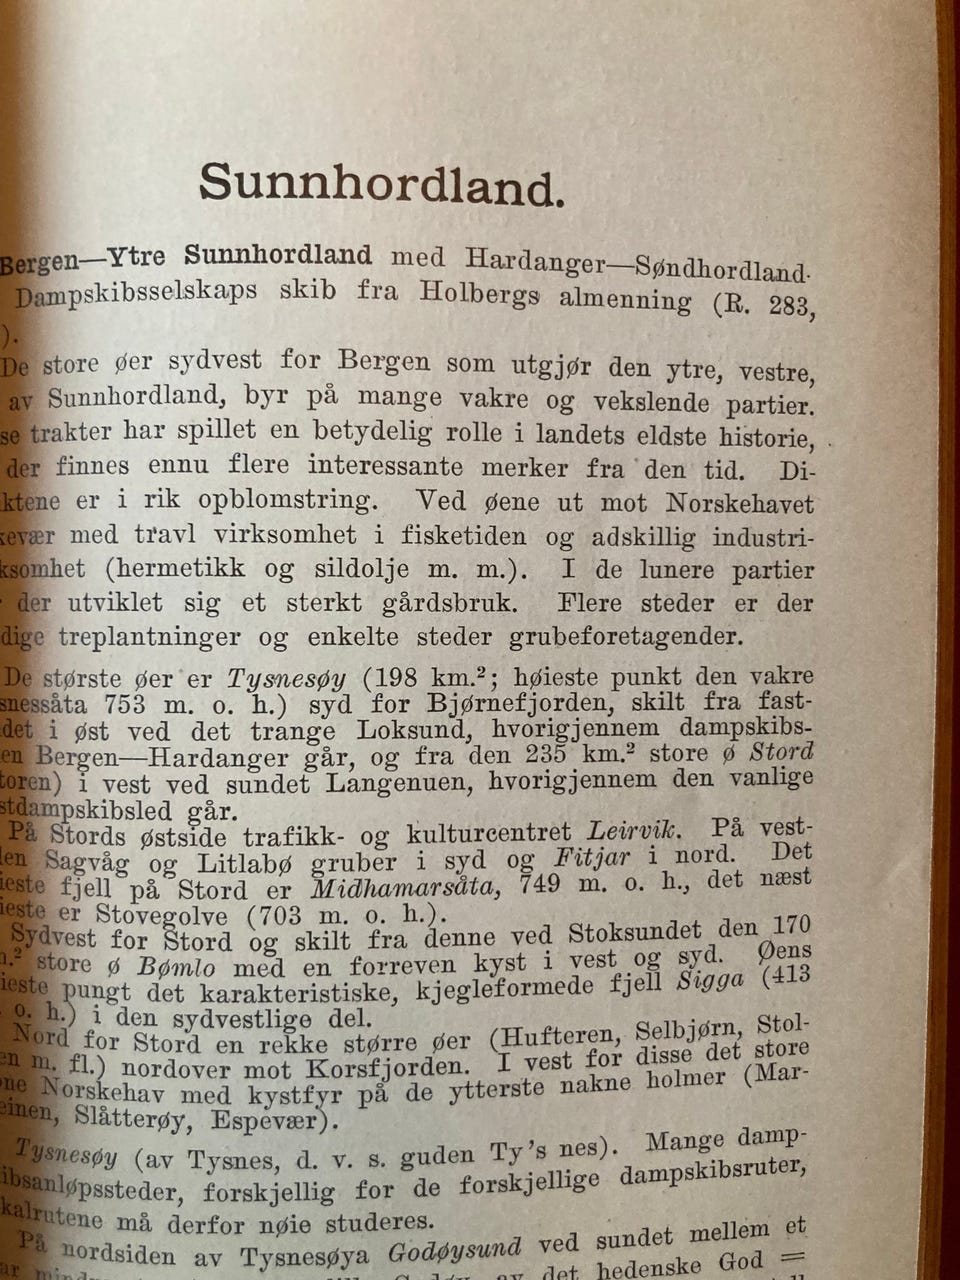 Sunnhordland.
Bergen—Ytre Sunnhordland med Hardanger—Søndhordland-
Dampskibsselskaps skib fra Holbergs almenning (R. 283,
).
De store øer sydvest for Bergen som utgjør den ytre, vestre,
av Sunnhordland, byr på mange vakre og vekslende partier.
se trakter har spillet en betydelig rolle i landets eldste historie,
der finnes ennu flere interessante merker fra den tid. Di-
ktene er i rik opblomstring. Ved øene ut mot Norskehavet
evær med travl virksomhet i fisketiden og adskillig industri-
ksomhet (hermetikk og sildolje m. m.). I de lunere partier
der utviklet sig et sterkt gårdsbruk. Flere steder er der
dige treplantninger og enkelte steder grubeforetagender.
De største øer er Tysnesøy (198 km.²; høieste punkt den vakre
snessåta 753 m. o. h.) syd for Bjørnefjorden, skilt fra fast-
det i øst ved det trange Loksund, hvorigjennem dampskibs-
en Bergen—Hardanger går, og fra den 235 km.² store ø Stord
toren) i vest ved sundet Langenuen, hvorigjennem den vanlige
stdampskibsled går.
På Stords østside trafikk- og kulturcentret Leirvik. På vest-
en Sagvåg og Litlabø gruber i syd og Fitjar i nord. Det
ieste fjell på Stord er Midhamarsåta, 749 m. o. h., det næst
ieste er Stovegolve (703 m. o. h.).
Sydvest for Stord og skilt fra denne ved Stoksundet den 170
.² store ø Bømlo med en forreven kyst i vest og syd. Øens
ieste pungt det karakteristiske, kjegleformede fjell Sigga (413
o. h.) i den sydvestlige del.
Nord for Stord en rekke større øer (Hufteren, Selbjørn, Stol-
en m. fl.) nordover mot Korsfjorden. I vest for disse det store
ne Norskehav med kystfyr på de ytterste nakne holmer (Mar-
einen, Slåtterøy, Espevær).
Tysnesøy (av Tysnes, d. v. s. guden Ty's nes). Mange damp-
ibsanløpssteder, forskjellig for de forskjellige dampskibsruter,
kalrutene må derfor nøie studeres.
På nordsiden av Tysnesøya Godøysund ved sundet mellem et
av det hedenske God =